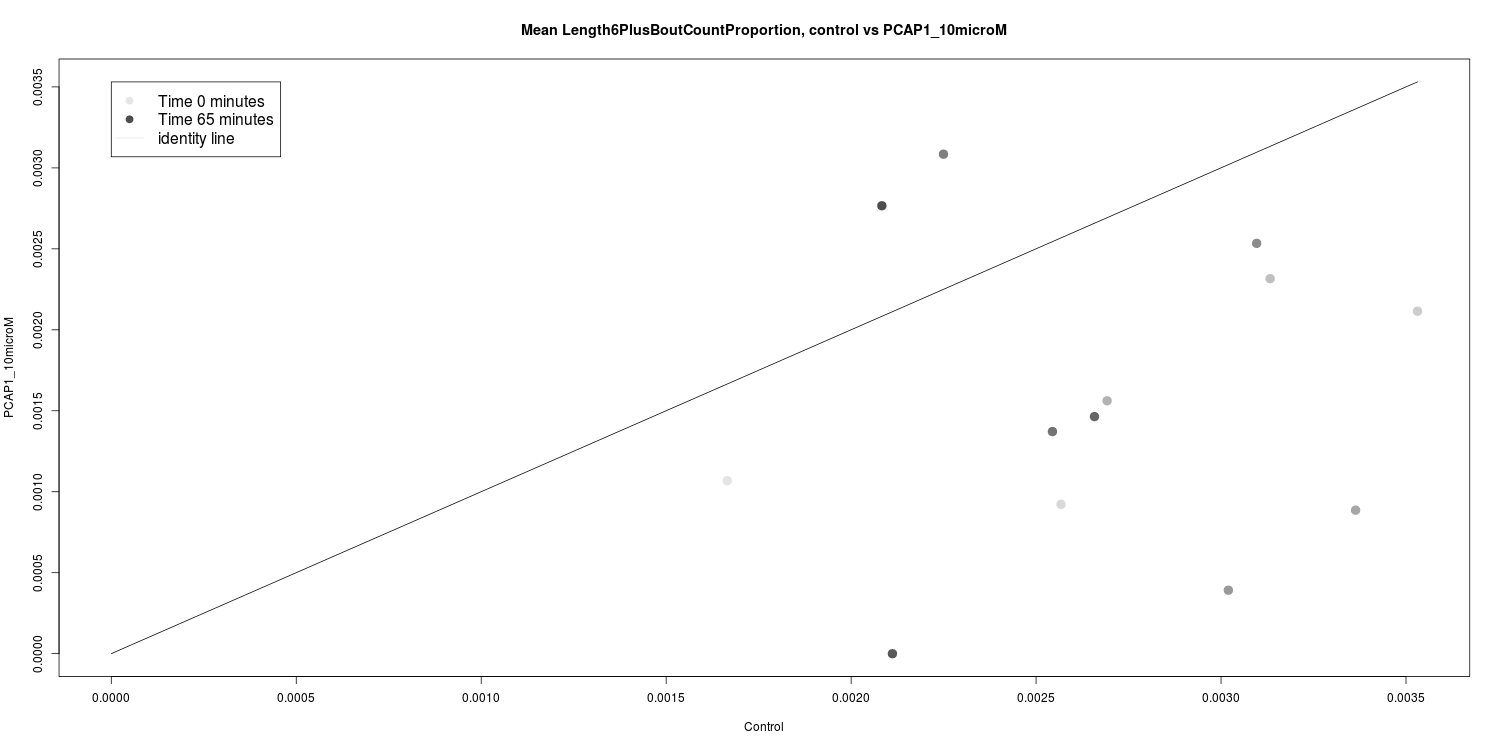 Mean Length6PlusBoutCountProportion, control vs PCAP1_10microM
Time 0 minutes
Time 65 minutes
identity line
PCAP1_10microM
0.0035
0.0030
0.0025
0.0020
0.0015
0.0010
0.0005
0.0000
0.0000 0.0005 0.0010 0.0015 0.0020 0.0025 0.0030 0.0035
Control